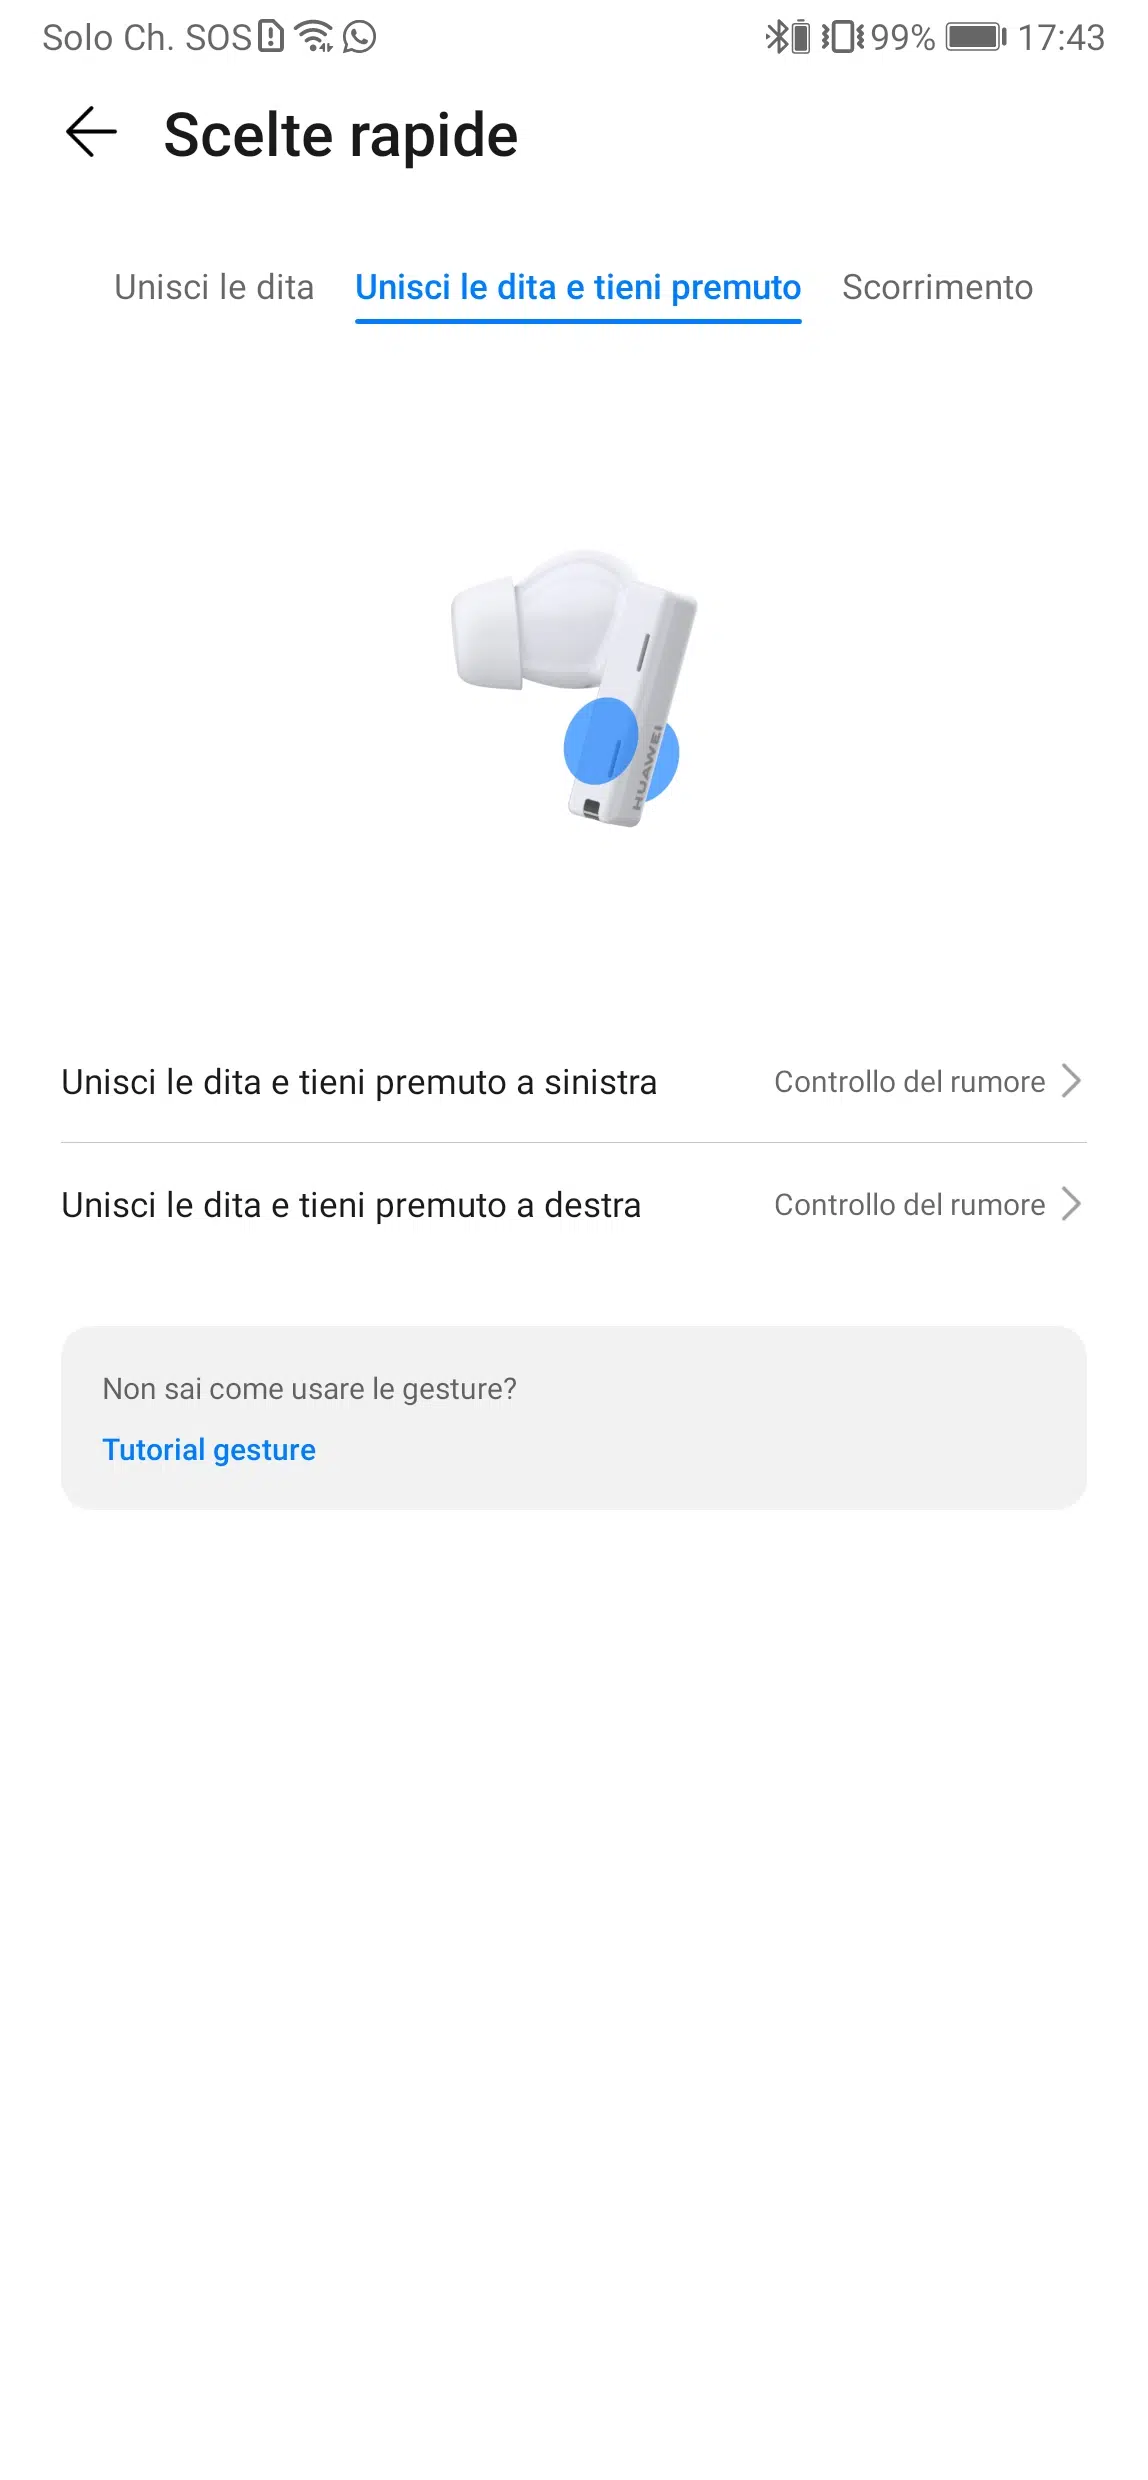 Solo Ch. SOS 99% 17:43
Scelte rapide
Unisci le dita Unisci le dita e tieni premuto Scorrimento
HUAWEI
Unisci le dita e tieni premuto a sinistra Controllo del rumore
Unisci le dita e tieni premuto a destra Controllo del rumore
Non sai come usare le gesture?
Tutorial gesture